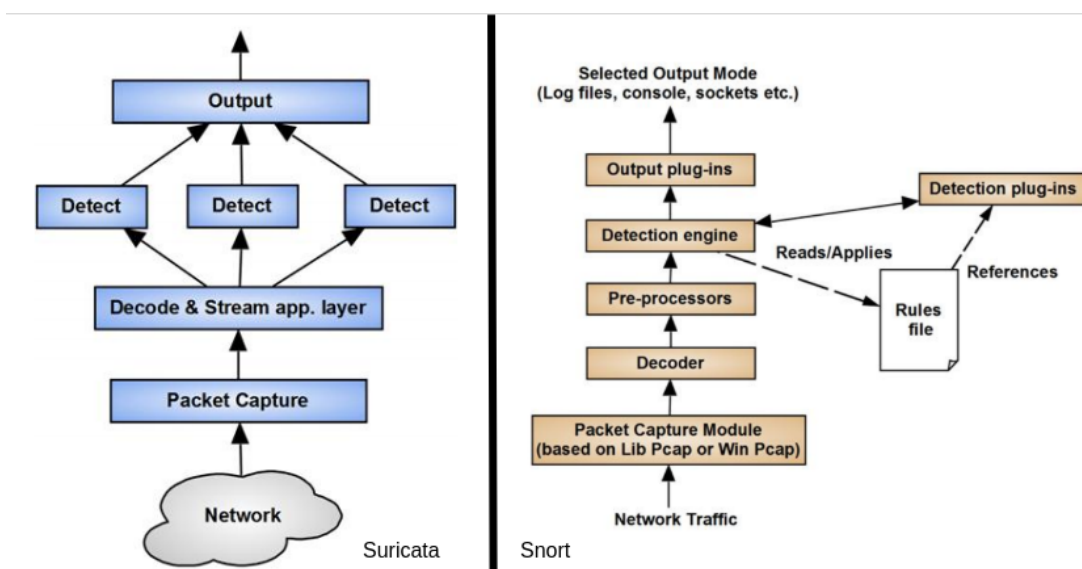 Output
Detect
Detect
Detect
Decode & Stream app. layer
Packet Capture
Network
Suricata
Selected Output Mode
(Log files, console, sockets etc.)
Output plug-ins
Detection plug-ins
Detection engine
Reads/Applies
References
Pre-processors
Rules
file
Decoder
Packet Capture Module
(based on Lib Pcap or Win Pcap)
Network Traffic
Snort